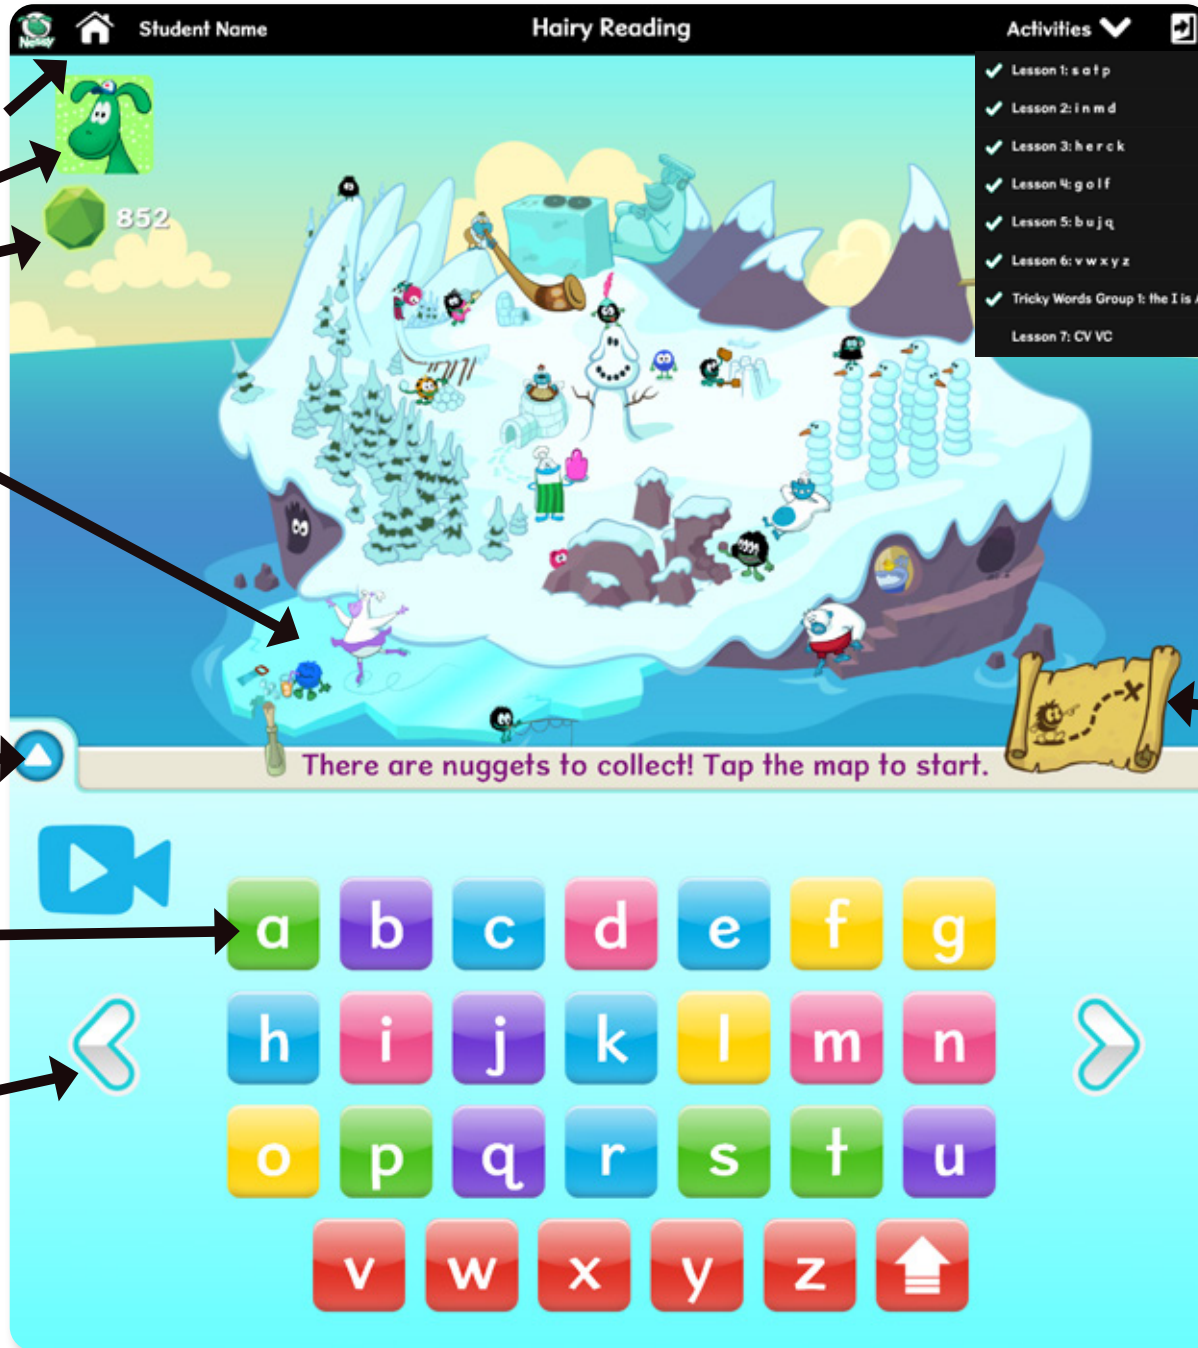 Nessy
Student Name
Hairy Reading
Activities
852
Lesson 1: s a t p
Lesson 2: i n m d
Lesson 3: h e r c k
Lesson 4: g o l f
Lesson 5: b u j q
Lesson 6: v w x y z
Tricky Words Group 1: the I is
Lesson 7: CV VC
There are nuggets to collect! Tap the map to start.
a b c d e f g
h i j k l m n
o p q r s t u
v w x y z